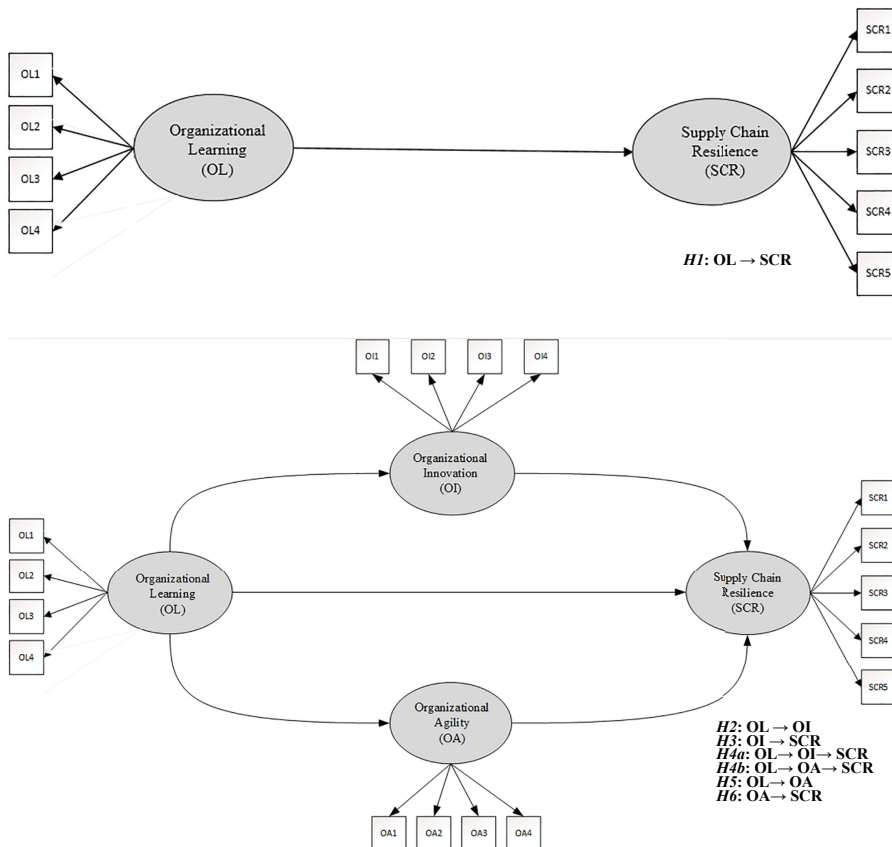 OL1
OL2
OL3
OL4
Organizational
Learning
(OL)
Supply Chain
Resilience
(SCR)
SCR1
SCR2
SCR3
SCR4
SCR5
H1: OL → SCR
OI1
OI2
OI3
OI4
Organizational
Innovation
(OI)
OL1
OL2
OL3
OL4
Organizational
Learning
(OL)
Supply Chain
Resilience
(SCR)
SCR1
SCR2
SCR3
SCR4
SCR5
Organizational
Agility
(OA)
OA1
OA2
OA3
OA4
H2: OL → OI
H3: OI → SCR
H4a: OL→ OI→ SCR
H4b: OL→ OA→ SCR
H5: OL→ OA
H6: OA→ SCR